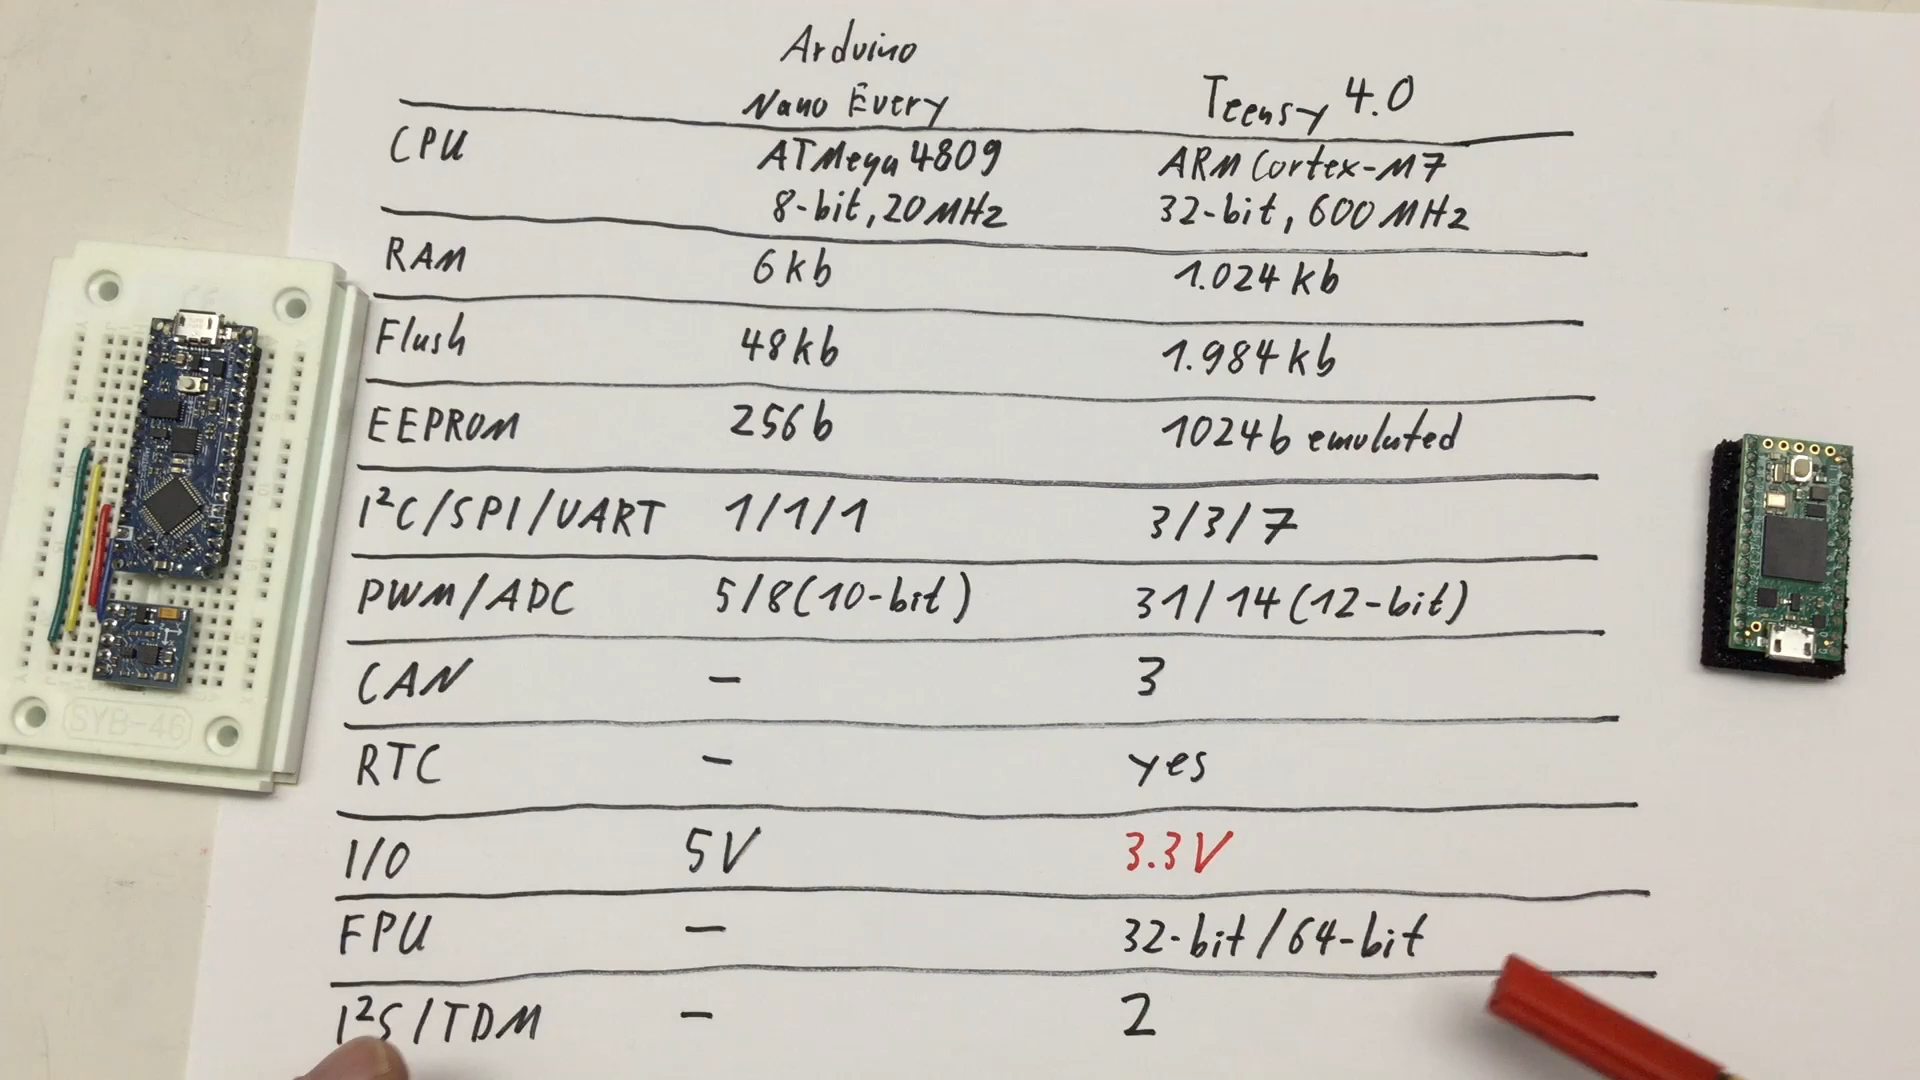 Arduino
Nano Every
Teensy 4.0
CPU
ATMega 4809
8-bit, 20MHz
ARM Cortex-M7
32-bit, 600MHz
RAM 6kb 1.024kb
Flash 48kb 1.984kb
EEPROM 256b 1024b emulated
I²C/SPI/UART 1/1/1 3/3/7
PWM/ADC 5/8(10-bit) 31/14(12-bit)
CAN - 3
RTC - yes
I/O 5V 3.3V
FPU - 32-bit/64-bit
I²S/TDM - 2
SYB-46